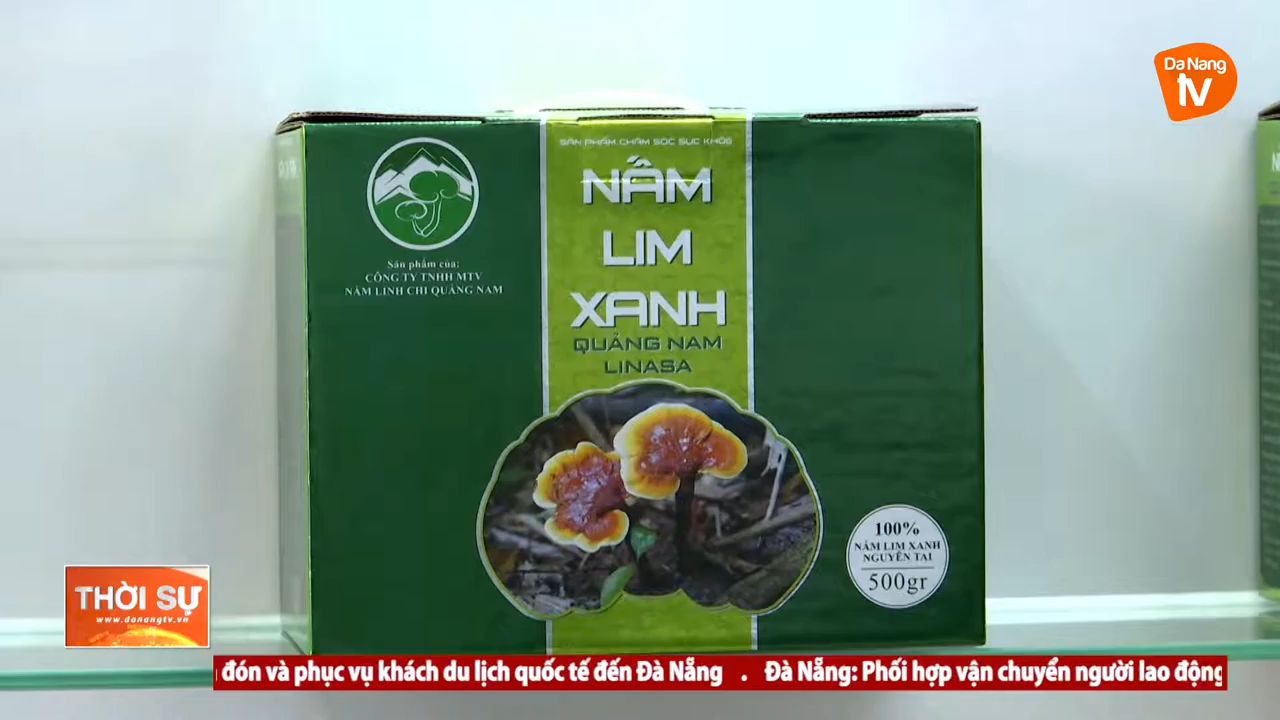 Da Nang
tv
SẢN PHẨM CHĂM SÓC SỨC KHỎE
NẤM
LIM
XANH
QUẢNG NAM
LINASA
Sản phẩm của:
CÔNG TY TNHH MTV
NẤM LINH CHI QUẢNG NAM
100%
NẤM LIM XANH
NGUYÊN TAI
500gr
THỜI SỰ
www.danangtv.vn
đón và phục vụ khách du lịch quốc tế đến Đà Nẵng . Đà Nẵng: Phối hợp vận chuyển người lao động